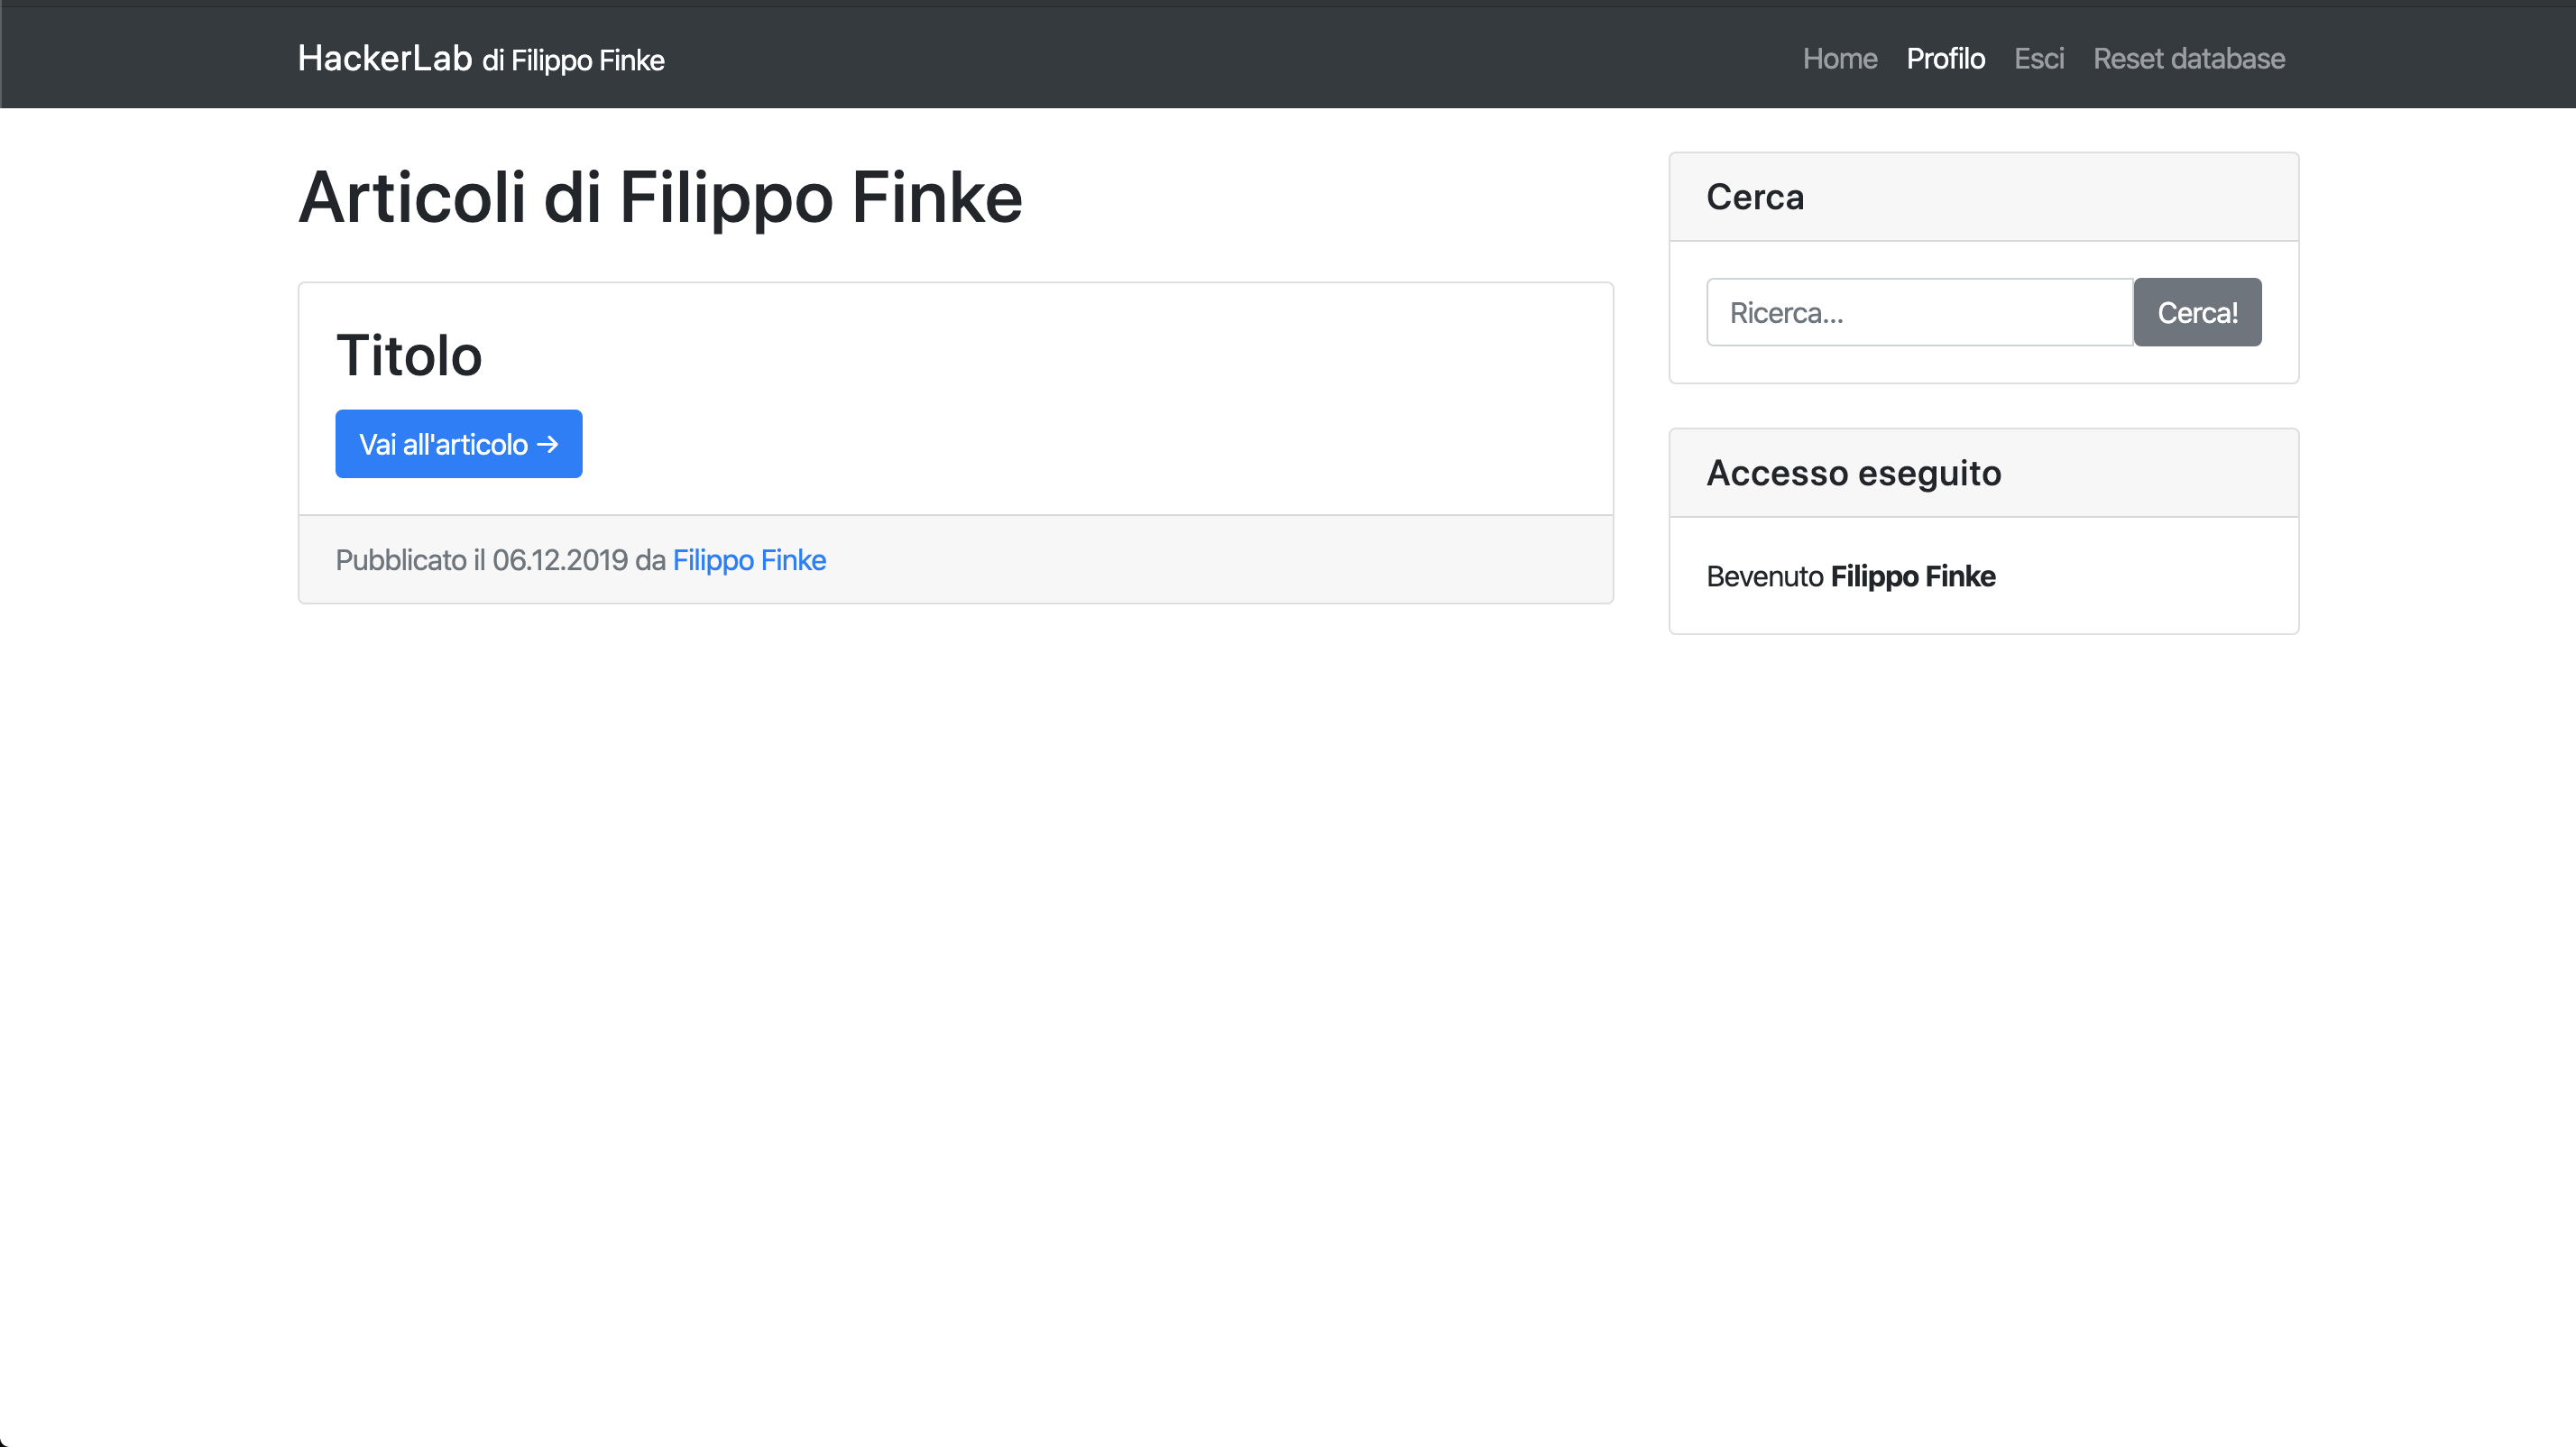 HackerLab di Filippo Finke
Home Profilo Esci Reset database
Articoli di Filippo Finke
Titolo
Vai all'articolo →
Pubblicato il 06.12.2019 da Filippo Finke
Cerca
Ricerca...
Cerca!
Accesso eseguito
Bevenuto Filippo Finke